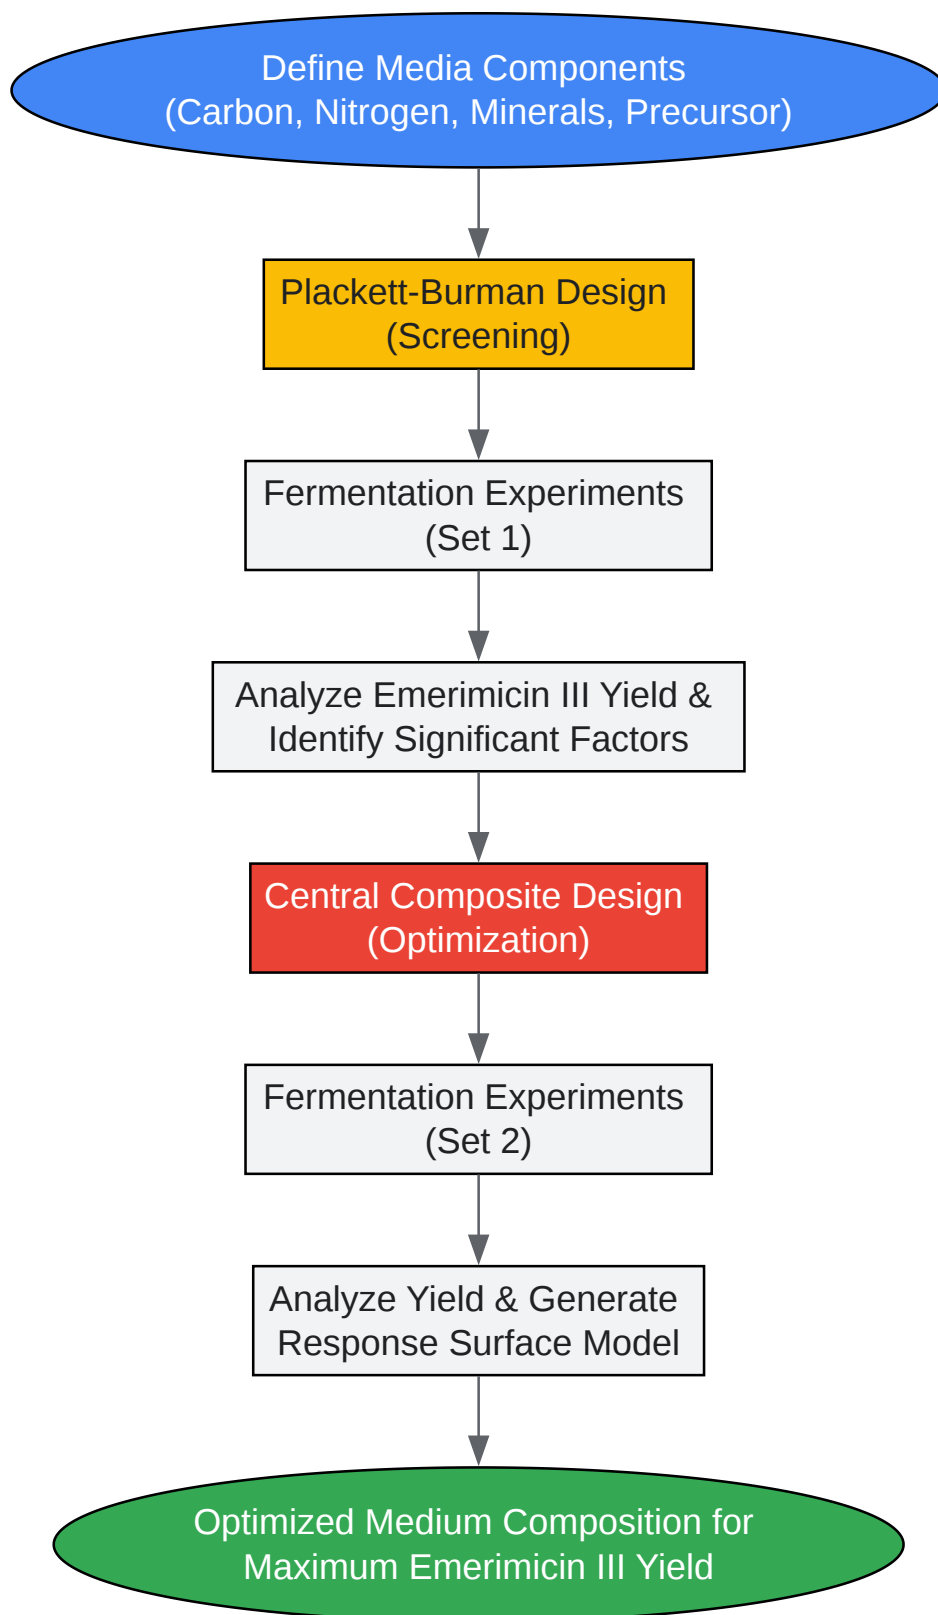 Define Media Components
(Carbon, Nitrogen, Minerals, Precursor)
Plackett-Burman Design
(Screening)
Fermentation Experiments
(Set 1)
Analyze Emerimicin III Yield &
Identify Significant Factors
Central Composite Design
(Optimization)
Fermentation Experiments
(Set 2)
Analyze Yield & Generate
Response Surface Model
Optimized Medium Composition for
Maximum Emerimicin III Yield